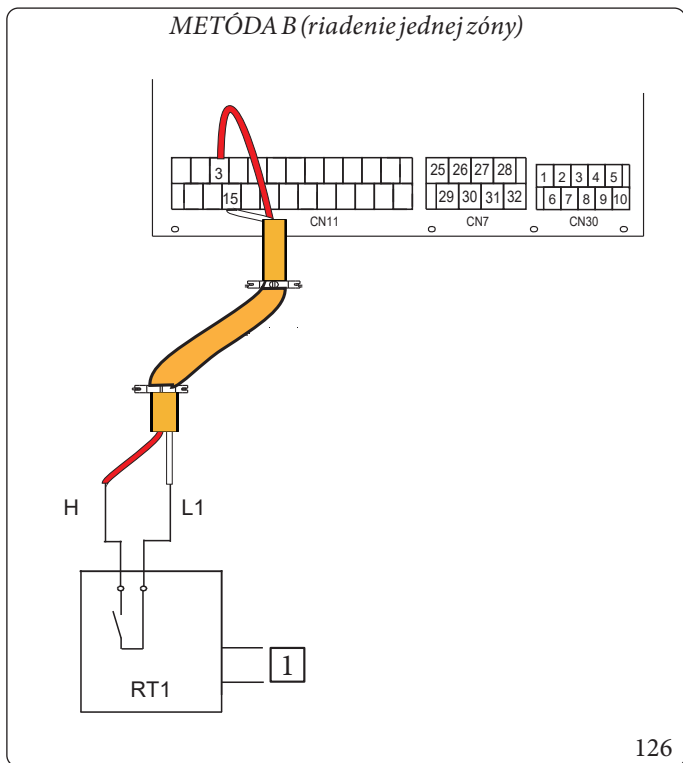 METÓDA B (riadenie jednej zóny)
3
25 26 27 28
1 2 3 4 5
15
29 30 31 32
6 7 8 9 10
CN11
CN7
CN30
H
L1
1
RT1
126